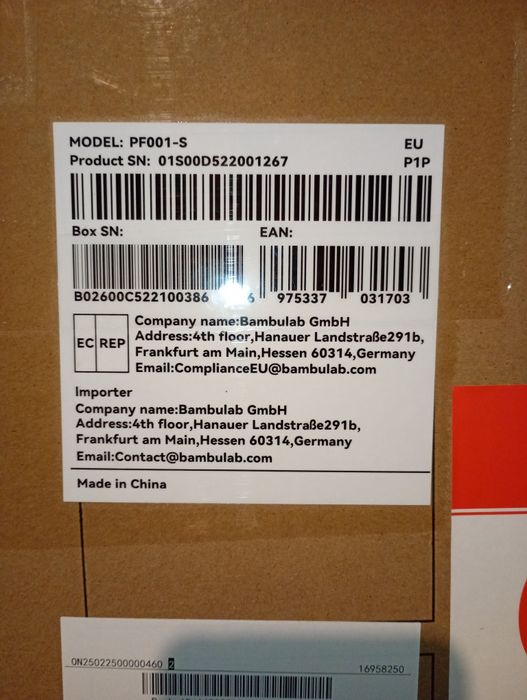 MODEL: PF001-S
EU
Product SN: 01S00D522001267
P1P
Box SN:
EAN:
B02600C522100386
6 975337 031703
EC REP
Company name:Bambulab GmbH
Address:4th floor,Hanauer Landstraße291b,
Frankfurt am Main,Hessen 60314,Germany
Email:ComplianceEU@bambulab.com
Importer
Company name:Bambulab GmbH
Address:4th floor,Hanauer Landstraße291b,
Frankfurt am Main,Hessen 60314,Germany
Email:Contact@bambulab.com
Made in China
ON25022500000460 2
16958250